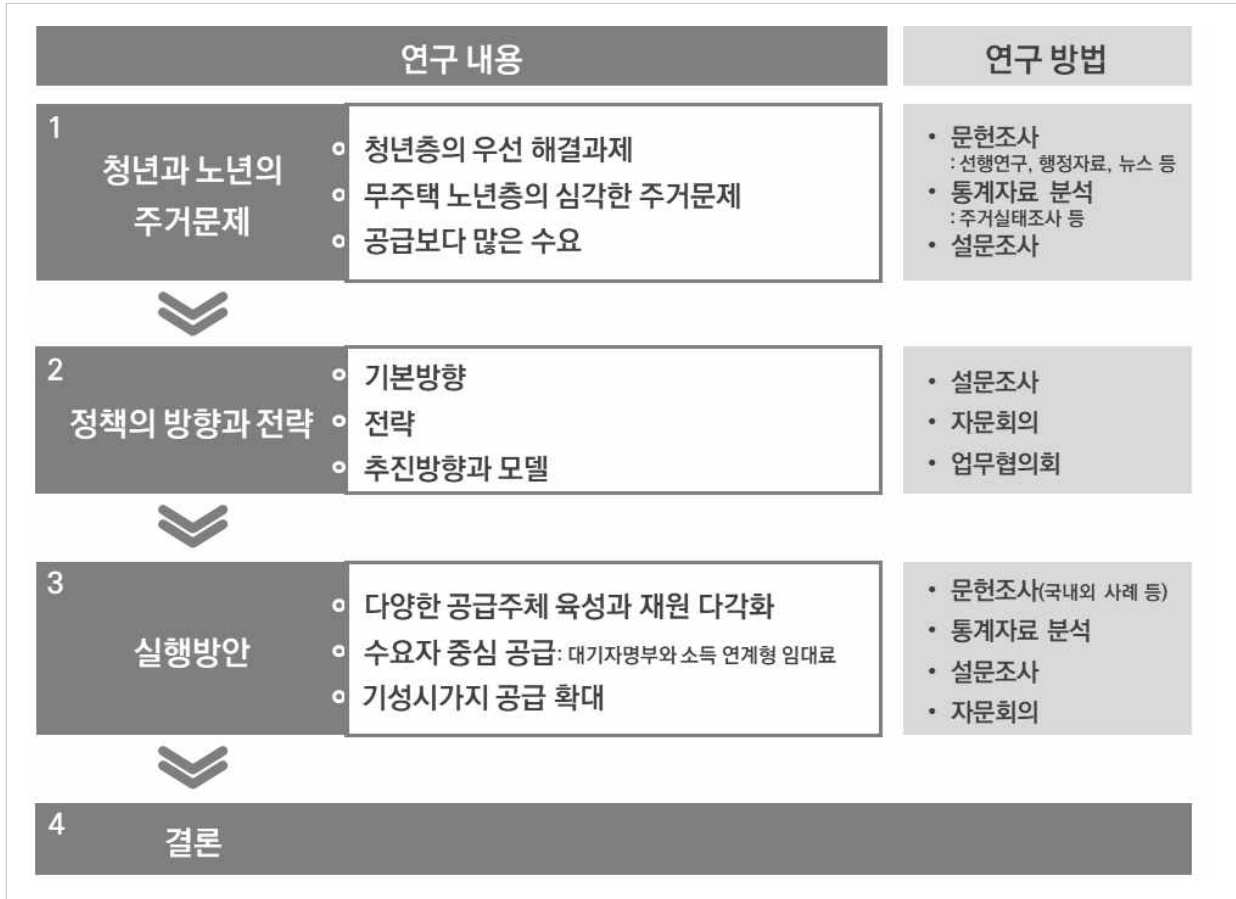 연구 내용
연구 방법
1
청년과 노년의
주거문제
청년층의 우선 해결과제
무주택 노년층의 심각한 주거문제
공급보다 많은 수요
• 문헌조사
: 선행연구, 행정자료, 뉴스 등
• 통계자료 분석
: 주거실태조사 등
• 설문조사
2
정책의 방향과 전략
기본방향
전략
추진방향과 모델
• 설문조사
• 자문회의
• 업무협의회
3
실행방안
다양한 공급주체 육성과 재원 다각화
수요자 중심 공급: 대기자명부와 소득 연계형 임대료
기성시가지 공급 확대
• 문헌조사(국내외 사례 등)
• 통계자료 분석
• 설문조사
• 자문회의
4
결론